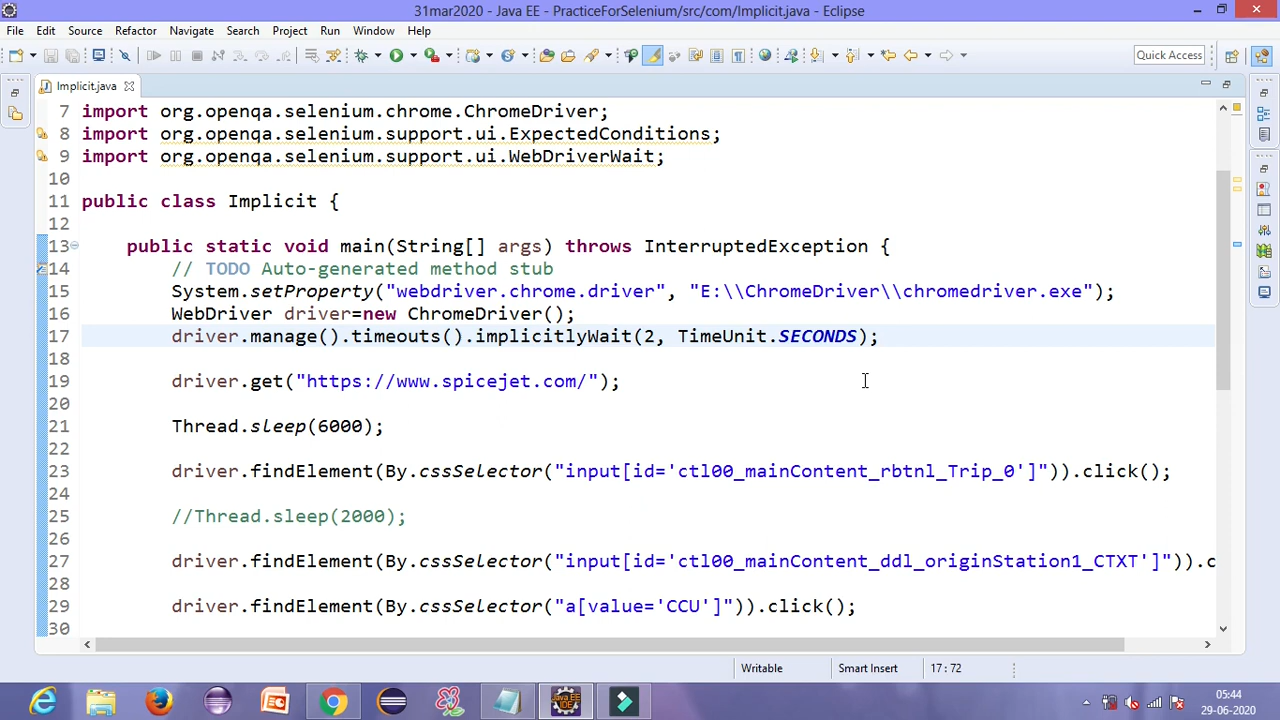 31mar2020 - Java EE - PracticeForSelenium/src/com/Implicit.java - Eclipse
File Edit Source Refactor Navigate Search Project Run Window Help
Quick Access
Implicit.java
7 import org.openqa.selenium.chrome.ChromeDriver;
8 import org.openqa.selenium.support.ui.ExpectedConditions;
9 import org.openqa.selenium.support.ui.WebDriverWait;
10
11 public class Implicit {
12
13 public static void main(String[] args) throws InterruptedException {
14 // TODO Auto-generated method stub
15 System.setProperty("webdriver.chrome.driver", "E:\\ChromeDriver\\chromedriver.exe");
16 WebDriver driver=new ChromeDriver();
17 driver.manage().timeouts().implicitlyWait(2, TimeUnit.SECONDS);
18
19 driver.get("https://www.spicejet.com/");
20
21 Thread.sleep(6000);
22
23 driver.findElement(By.cssSelector("input[id='ctl00_mainContent_rbtnl_Trip_0']")).click();
24
25 //Thread.sleep(2000);
26
27 driver.findElement(By.cssSelector("input[id='ctl00_mainContent_ddl_originStation1_CTXT']")).c
28
29 driver.findElement(By.cssSelector("a[value='CCU']")).click();
30
Writable Smart Insert 17 : 72
05:44
29-06-2020